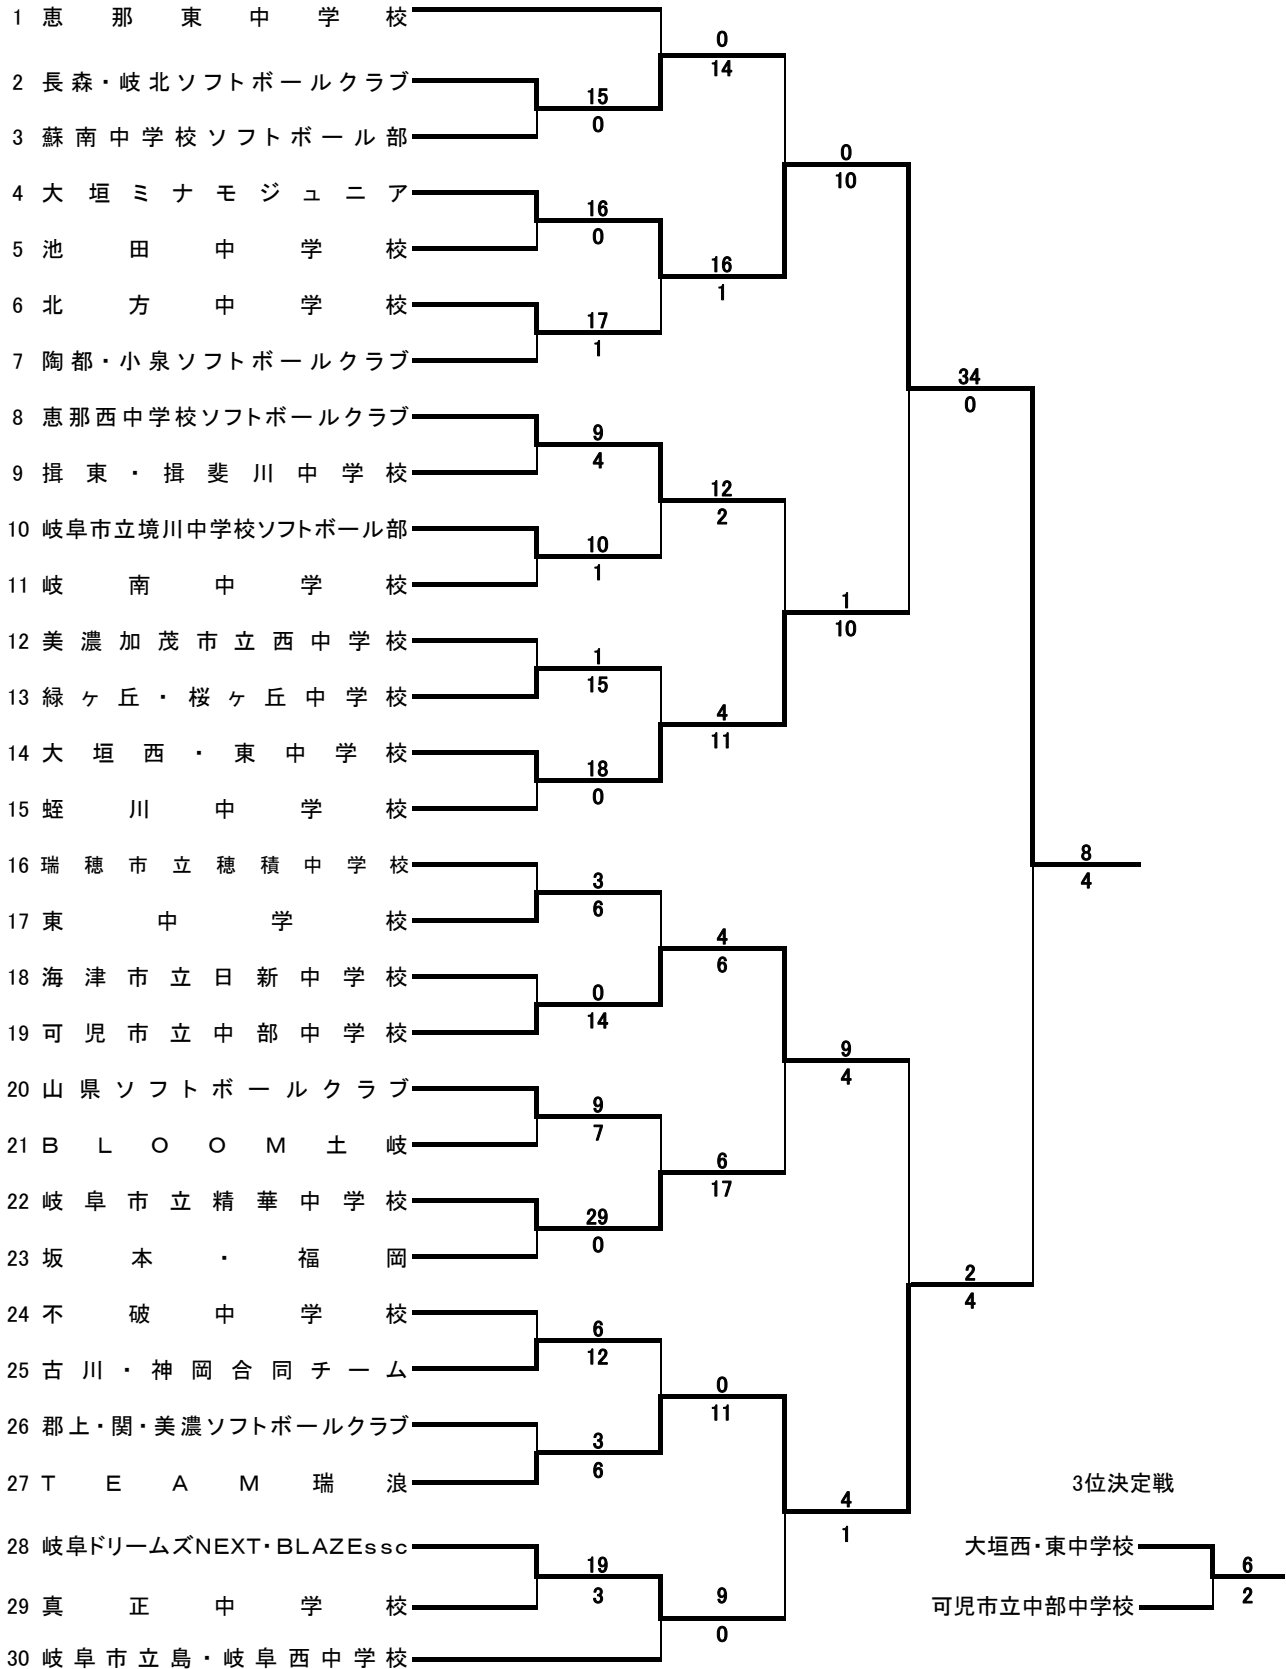 1 恵那東中学校
0
14
2 長森・岐北ソフトボールクラブ
15
0
3 蘇南中学校ソフトボール部
0
10
4 大垣ミナモジュニア
16
0
5 池田中学校
16
1
6 北方中学校
17
1
7 陶都・小泉ソフトボールクラブ
34
0
8 恵那西中学校ソフトボールクラブ
9
4
9 揖東・揖斐川中学校
12
2
10 岐阜市立境川中学校ソフトボール部
10
1
11 岐南中学校
1
10
12 美濃加茂市立西中学校
1
15
13 緑ヶ丘・桜ヶ丘中学校
4
11
14 大垣西・東中学校
18
0
15 蛭川中学校
8
4
16 瑞穂市立穂積中学校
3
6
17 東中学校
4
6
18 海津市立日新中学校
0
14
19 可児市立中部中学校
9
4
20 山県ソフトボールクラブ
9
7
21 BLOOM土岐
6
17
22 岐阜市立精華中学校
29
0
23 坂本・福岡
2
4
24 不破中学校
6
12
25 古川・神岡合同チーム
0
11
26 郡上・関・美濃ソフトボールクラブ
3
6
27 TEAM瑞浪
4
1
3位決定戦
28 岐阜ドリームズNEXT・BLAZEssc
19
3
大垣西・東中学校
6
2
29 真正中学校
9
0
可児市立中部中学校
30 岐阜市立島・岐阜西中学校